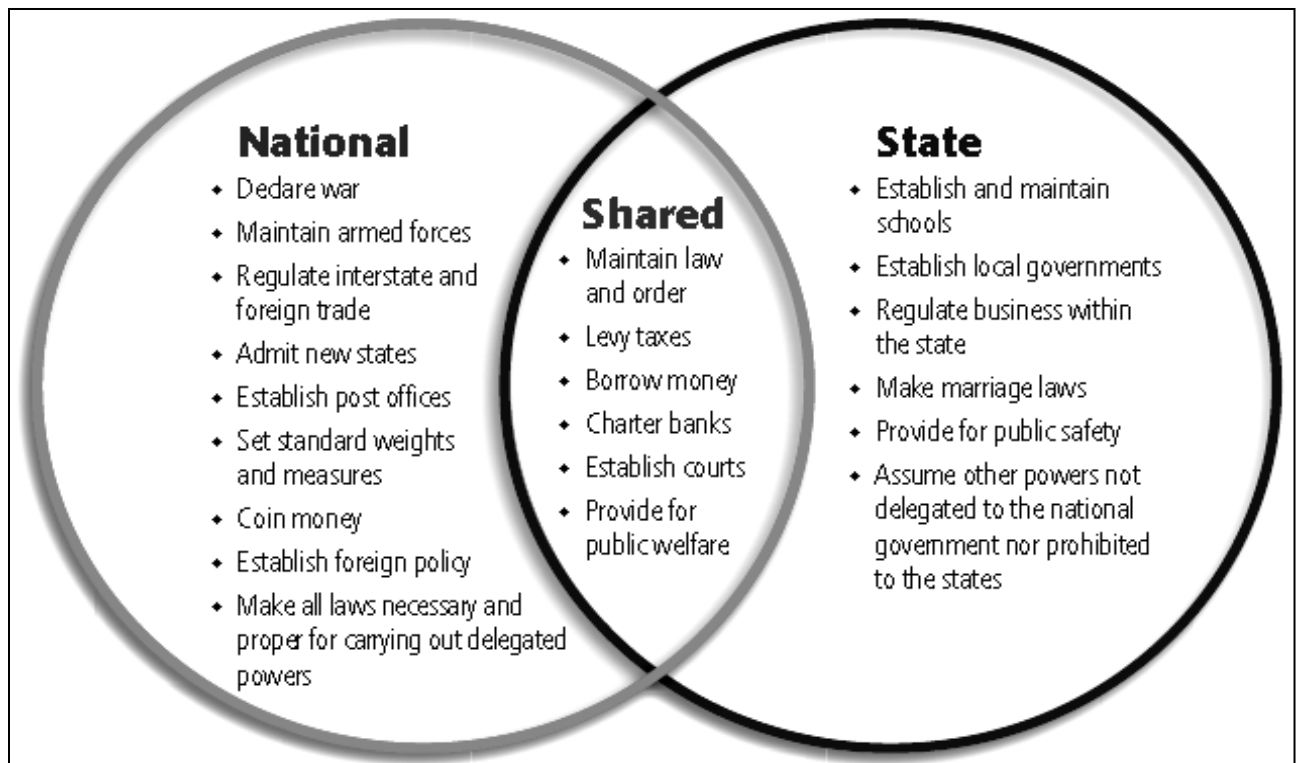 National
◆ Declare war
◆ Maintain armed forces
◆ Regulate interstate and
foreign trade
◆ Admit new states
◆ Establish post offices
◆ Set standard weights
and measures
◆ Coin money
◆ Establish foreign policy
◆ Make all laws necessary and
proper for carrying out delegated
powers
Shared
◆ Maintain law
and order
◆ Levy taxes
◆ Borrow money
◆ Charter banks
◆ Establish courts
◆ Provide for
public welfare
State
◆ Establish and maintain
schools
◆ Establish local governments
◆ Regulate business within
the state
◆ Make marriage laws
◆ Provide for public safety
◆ Assume other powers not
delegated to the national
government nor prohibited
to the states